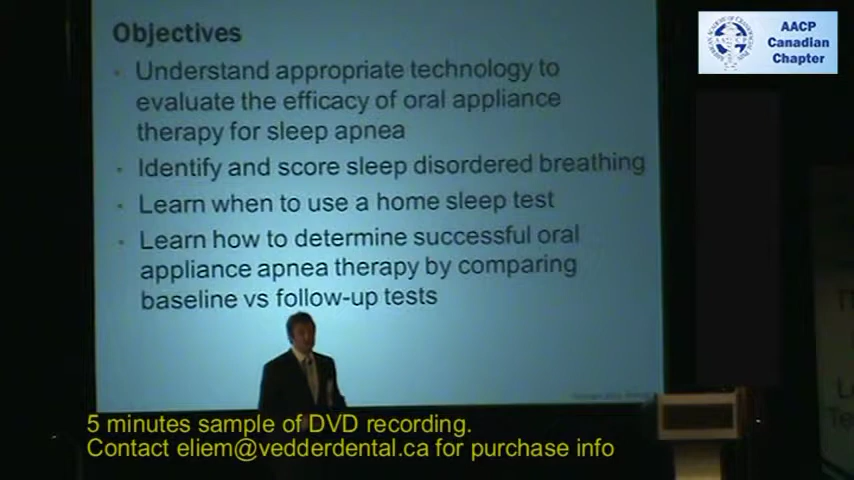 Objectives
Understand appropriate technology to
evaluate the efficacy of oral appliance
therapy for sleep apnea
Identify and score sleep disordered breathing
Learn when to use a home sleep test
Learn how to determine successful oral
appliance apnea therapy by comparing
baseline vs follow-up tests
AACP
Canadian
Chapter
5 minutes sample of DVD recording.
Contact eliem@vedderdental.ca for purchase info